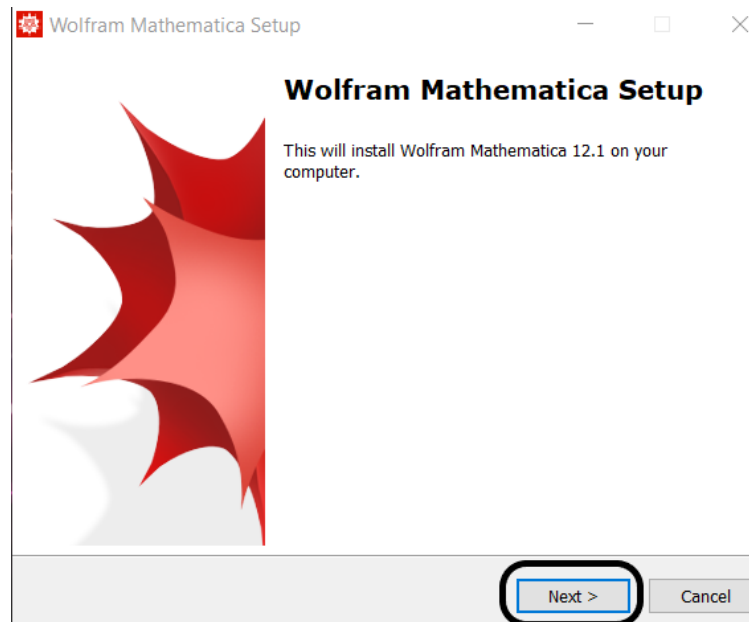 Wolfram Mathematica Setup
Wolfram Mathematica Setup
This will install Wolfram Mathematica 12.1 on your
computer.
Next >
Cancel